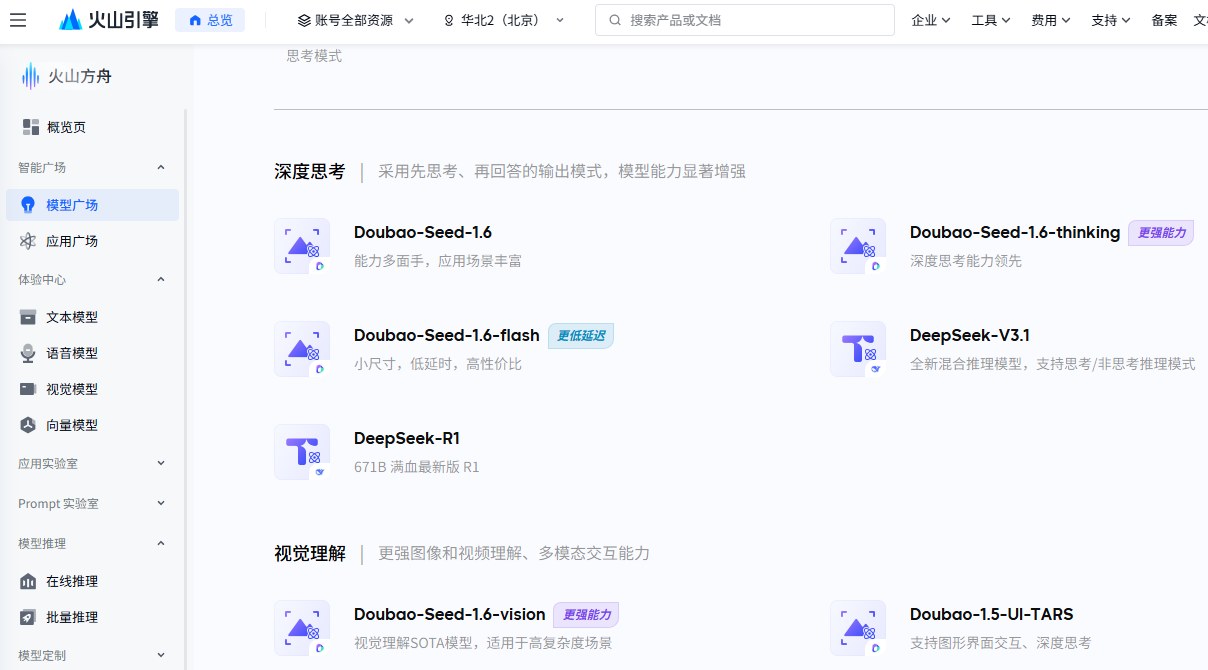 火山引擎 总览 账号全部资源 华北2（北京） 搜索产品或文档 企业 工具 费用 支持 备案
火山方舟
概览页
智能广场
模型广场
应用广场
体验中心
文本模型
语音模型
视觉模型
向量模型
应用实验室
Prompt 实验室
模型推理
在线推理
批量推理
模型定制
思考模式
深度思考 采用先思考、再回答的输出模式，模型能力显著增强
Doubao-Seed-1.6
能力多面手，应用场景丰富
Doubao-Seed-1.6-thinking 更强能力
深度思考能力领先
Doubao-Seed-1.6-flash 更低延迟
小尺寸，低延时，高性价比
DeepSeek-V3.1
全新混合推理模型，支持思考/非思考推理模式
DeepSeek-R1
671B 满血最新版 R1
视觉理解 更强图像和视频理解、多模态交互能力
Doubao-Seed-1.6-vision 更强能力
视觉理解SOTA模型，适用于高复杂度场景
Doubao-1.5-UI-TARS
支持图形界面交互、深度思考